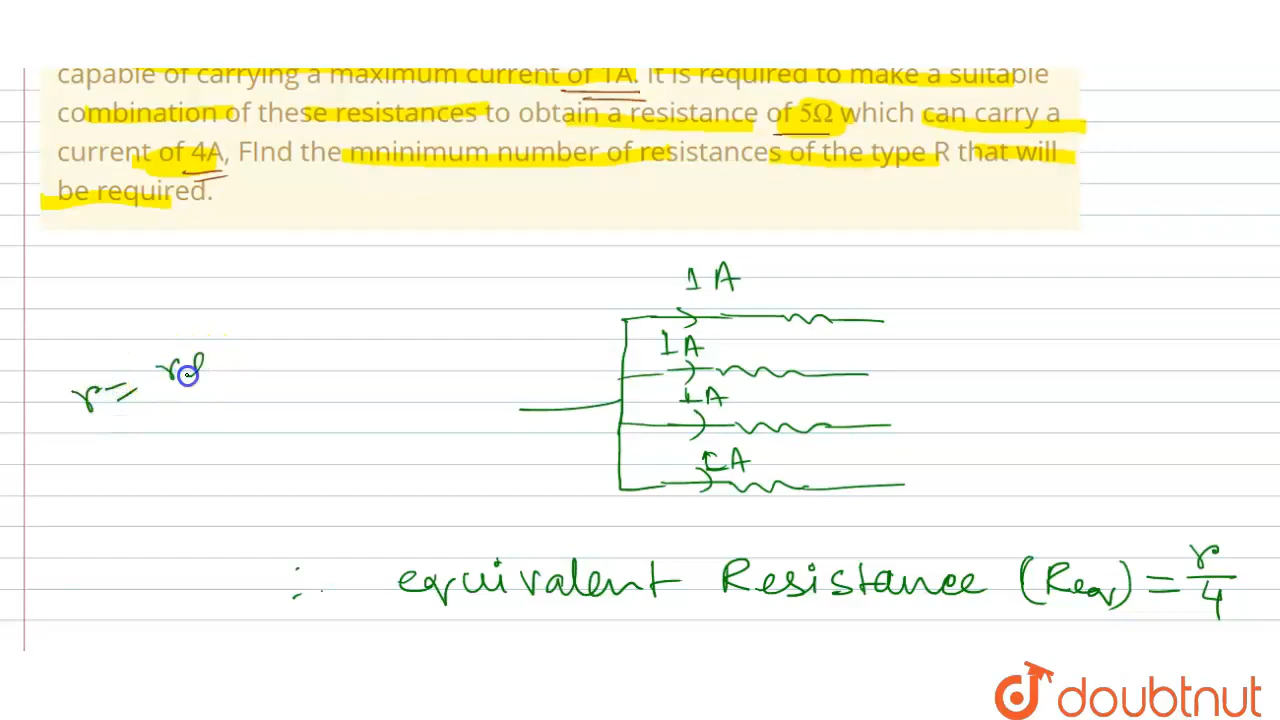 capable of carrying a maximum current of 1A. It is required to make a suitable
combination of these resistances to obtain a resistance of 5Ω which can carry a
current of 4A, FInd the mninimum number of resistances of the type R that will
be required.
1 A
1A
1A
1A
r=
∴ equivalent Resistance (Req) = r/4
doubtnut